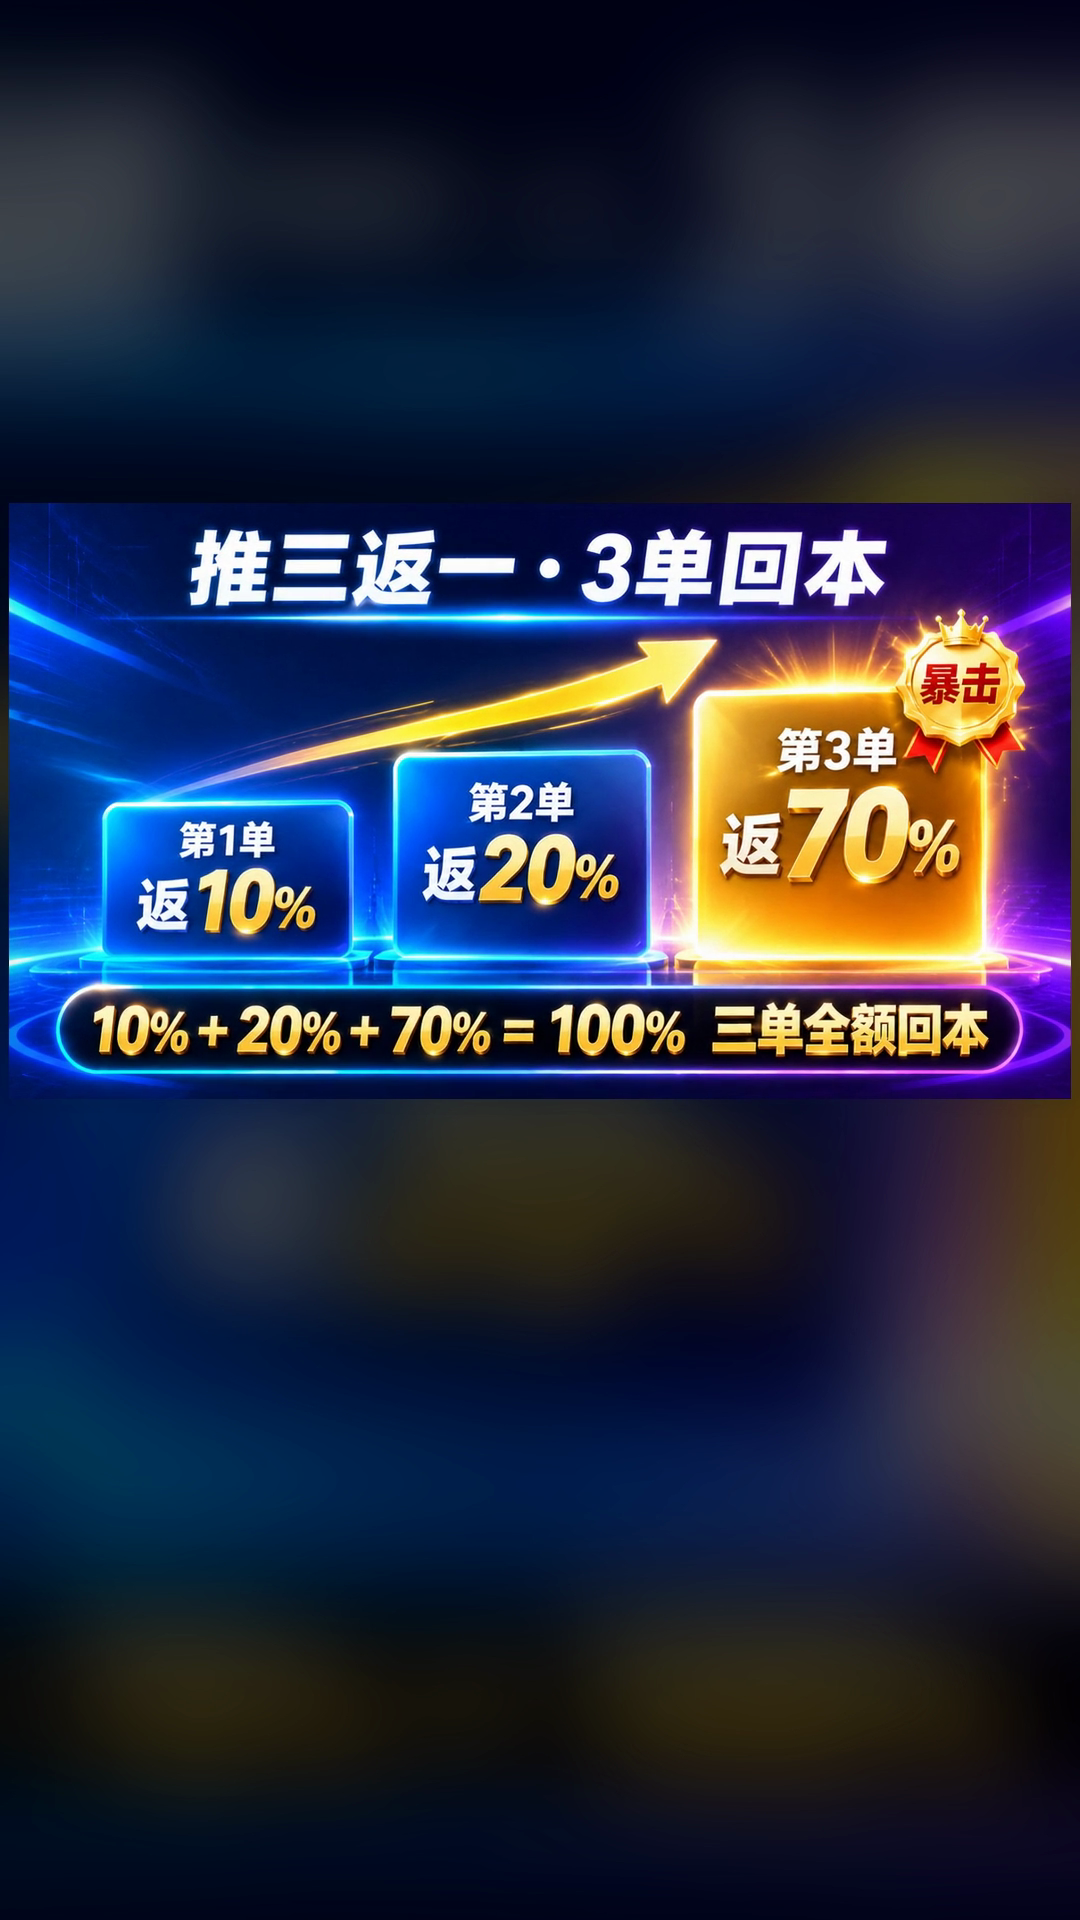 推三返一·3单回本
暴击
第1单
返10%
第2单
返20%
第3单
返70%
10%+20%+70%=100% 三单全额回本